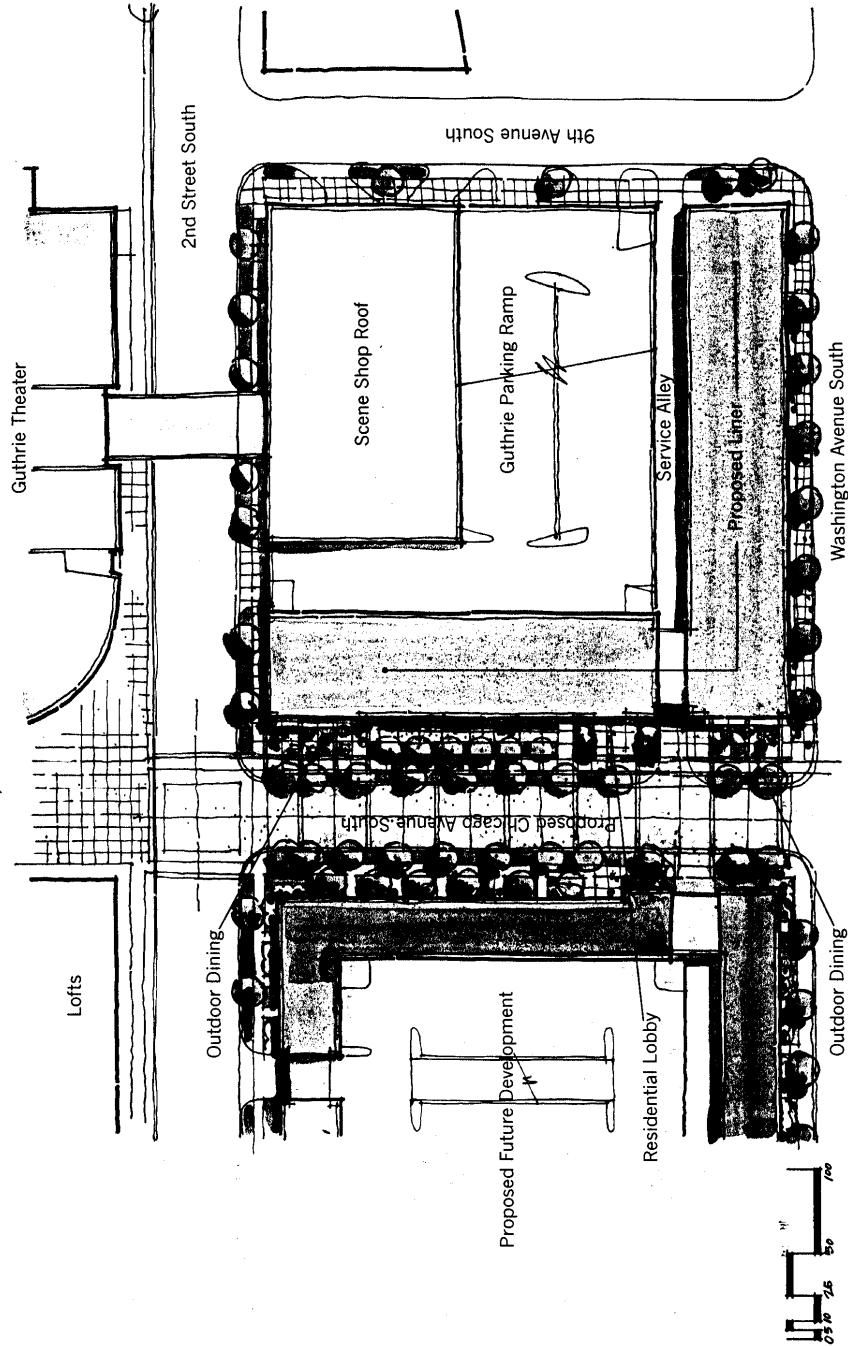 Guthrie Theater
2nd Street South
9th Avenue South
Scene Shop Roof
Guthrie Parking Ramp
Service Alley
Proposed Liner
Washington Avenue South
Proposed Chicago Avenue South
Lofts
Outdoor Dining
Proposed Future Development
Residential Lobby
Outdoor Dining
0 5 10 25 50 100